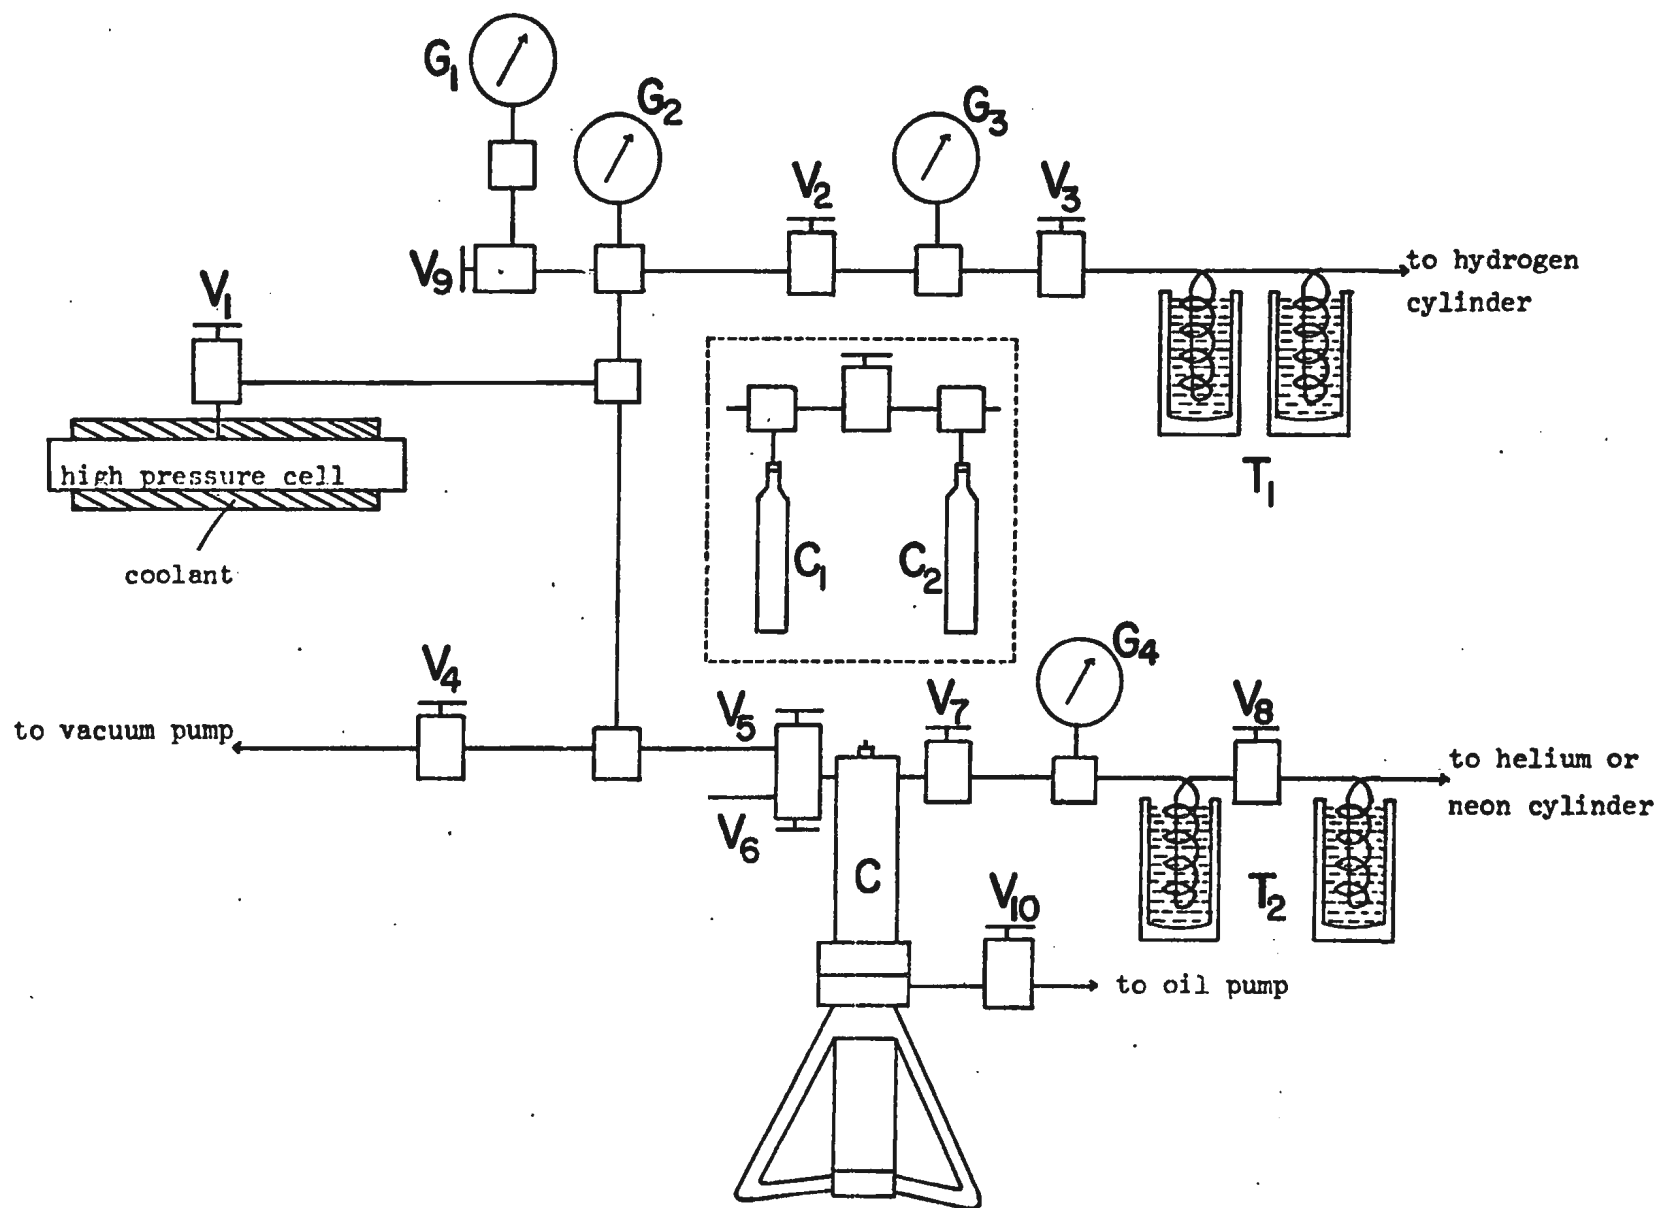 G1
G2
G3
V2
V3
V9
to hydrogen
cylinder
V1
high pressure cell
T1
C1
C2
coolant
G4
V4
V5
V7
V8
to vacuum pump
to helium or
neon cylinder
V6
C
V10
T2
to oil pump